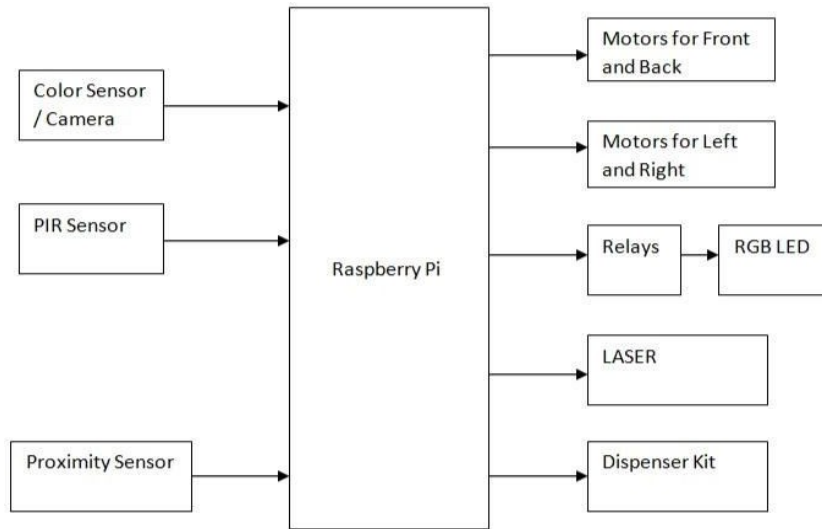 Color Sensor
/ Camera
PIR Sensor
Proximity Sensor
Raspberry Pi
Motors for Front
and Back
Motors for Left
and Right
Relays
RGB LED
LASER
Dispenser Kit